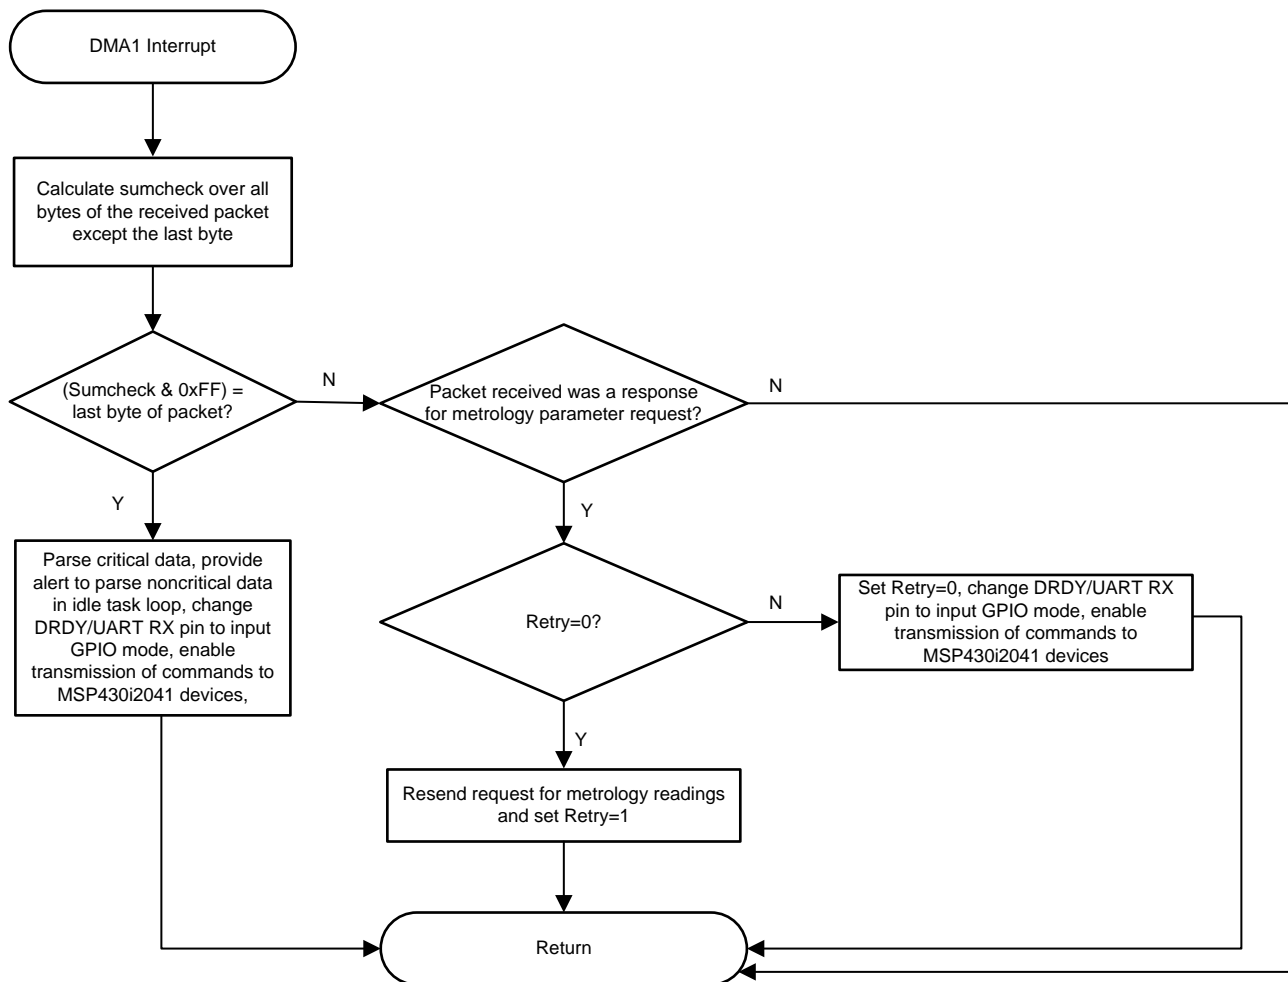 DMA1 Interrupt
Calculate sumcheck over all
bytes of the received packet
except the last byte
(Sumcheck & 0xFF) =
last byte of packet?
N
Packet received was a response
for metrology parameter request?
N
Y
Y
Parse critical data, provide
alert to parse noncritical data
in idle task loop, change
DRDY/UART RX pin to input
GPIO mode, enable
transmission of commands to
MSP430i2041 devices,
Retry=0?
N
Set Retry=0, change DRDY/UART RX
pin to input GPIO mode, enable
transmission of commands to
MSP430i2041 devices
Y
Resend request for metrology readings
and set Retry=1
Return